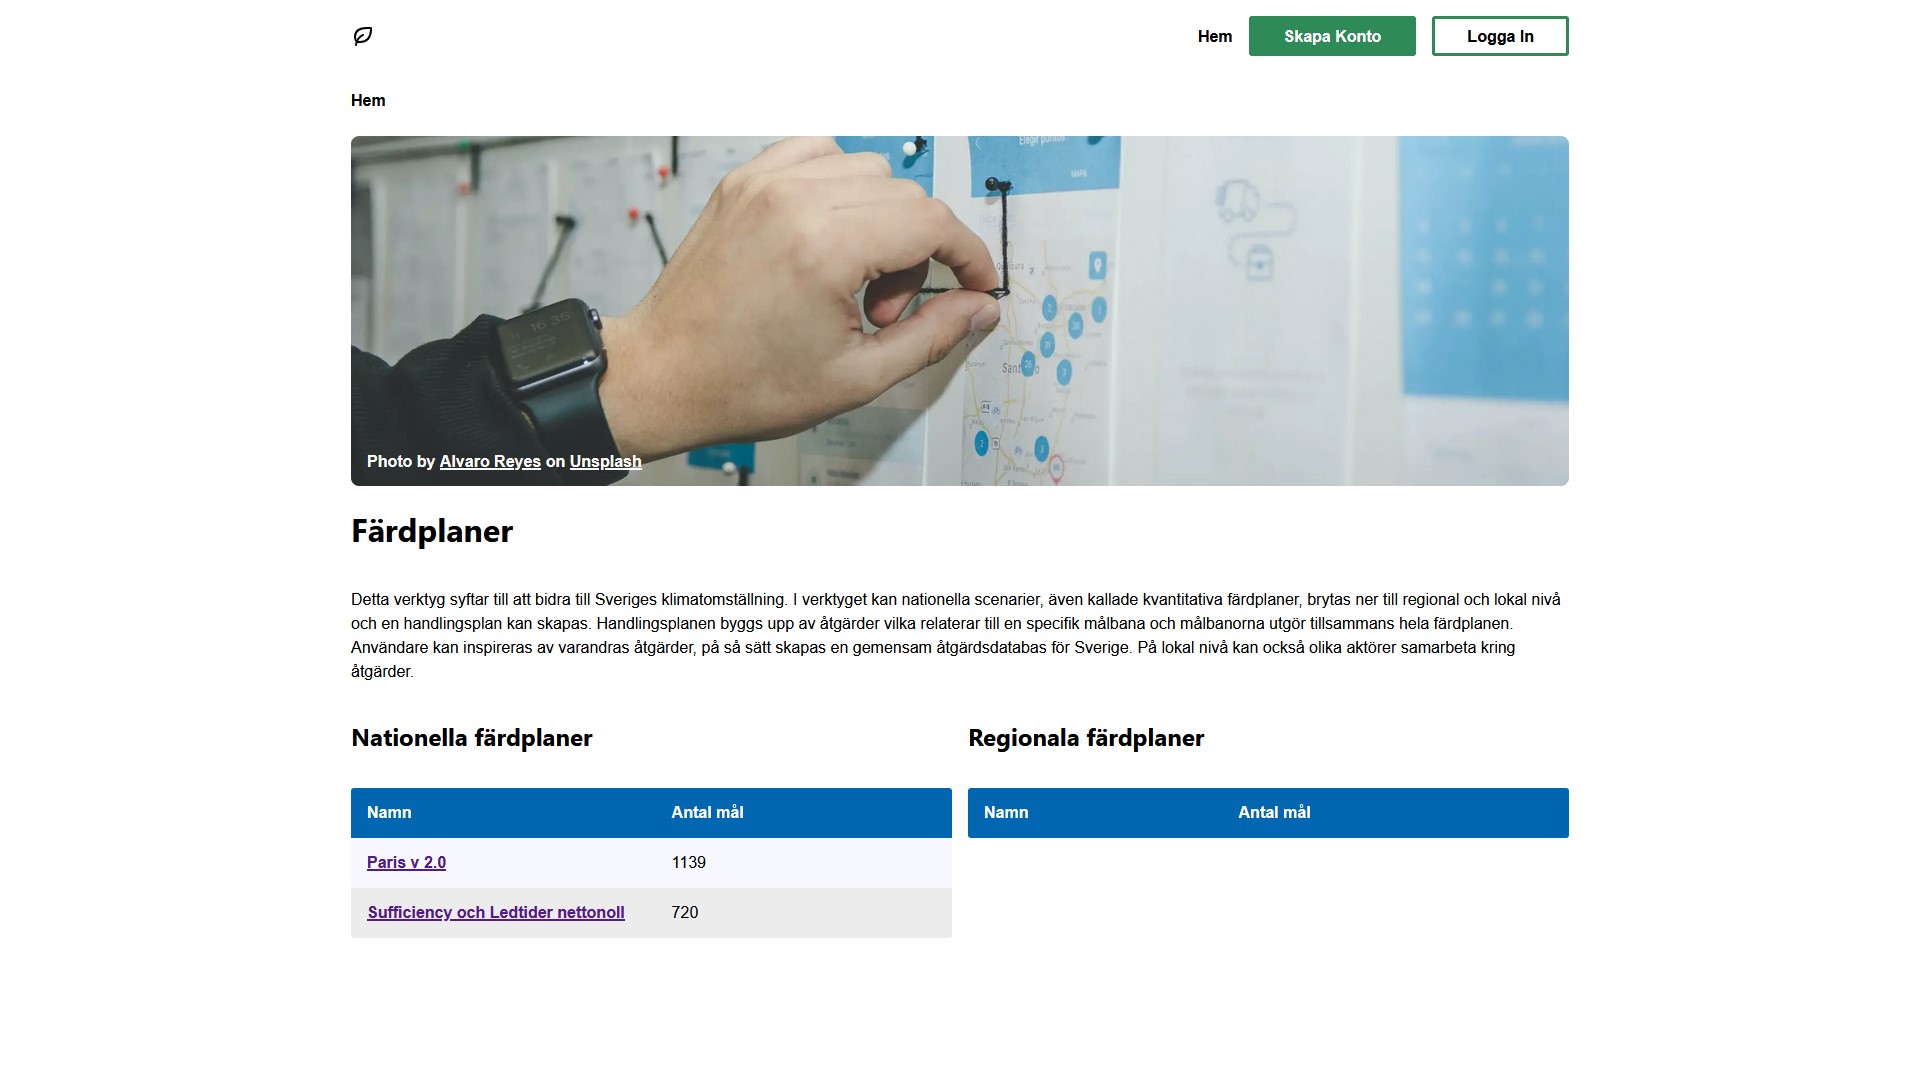 Hem
Skapa Konto
Logga In
Hem
Photo by Alvaro Reyes on Unsplash
Färdplaner
Detta verktyg syftar till att bidra till Sveriges klimatomställning. I verktyget kan nationella scenarier, även kallade kvantitativa färdplaner, brytas ner till regional och lokal nivå
och en handlingsplan kan skapas. Handlingsplanen byggs upp av åtgärder vilka relaterar till en specifik målbana och målbanorna utgör tillsammans hela färdplanen.
Användare kan inspireras av varandras åtgärder, på så sätt skapas en gemensam åtgärdsdatabas för Sverige. På lokal nivå kan också olika aktörer samarbeta kring
åtgärder.
Nationella färdplaner
Namn Antal mål
Paris v 2.0 1139
Sufficiency och Ledtider nettonoll 720
Regionala färdplaner
Namn Antal mål